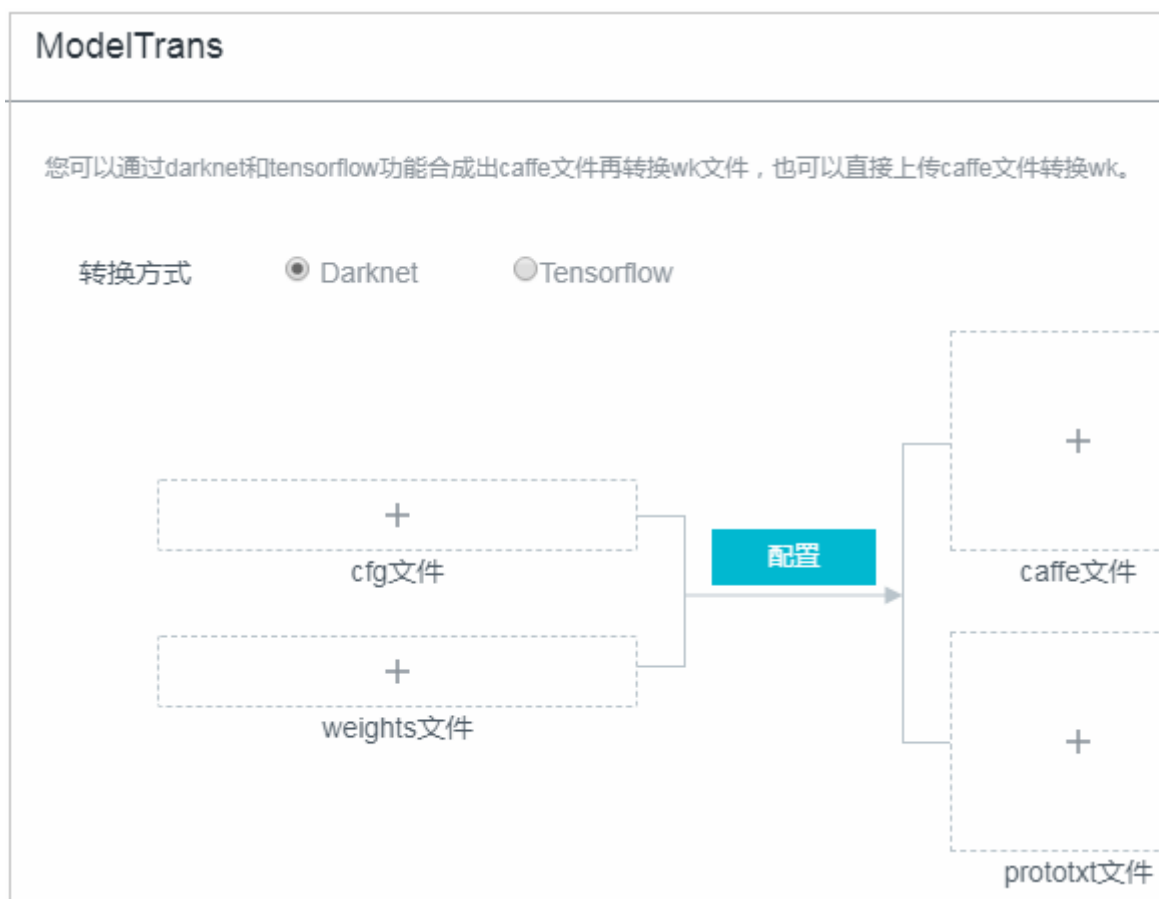 ModelTrans
您可以通过darknet和tensorflow功能合成出caffe文件再转换wk文件，也可以直接上传caffe文件转换wk。
转换方式 Darknet Tensorflow
配置
cfg文件 caffe文件
weights文件
prototxt文件